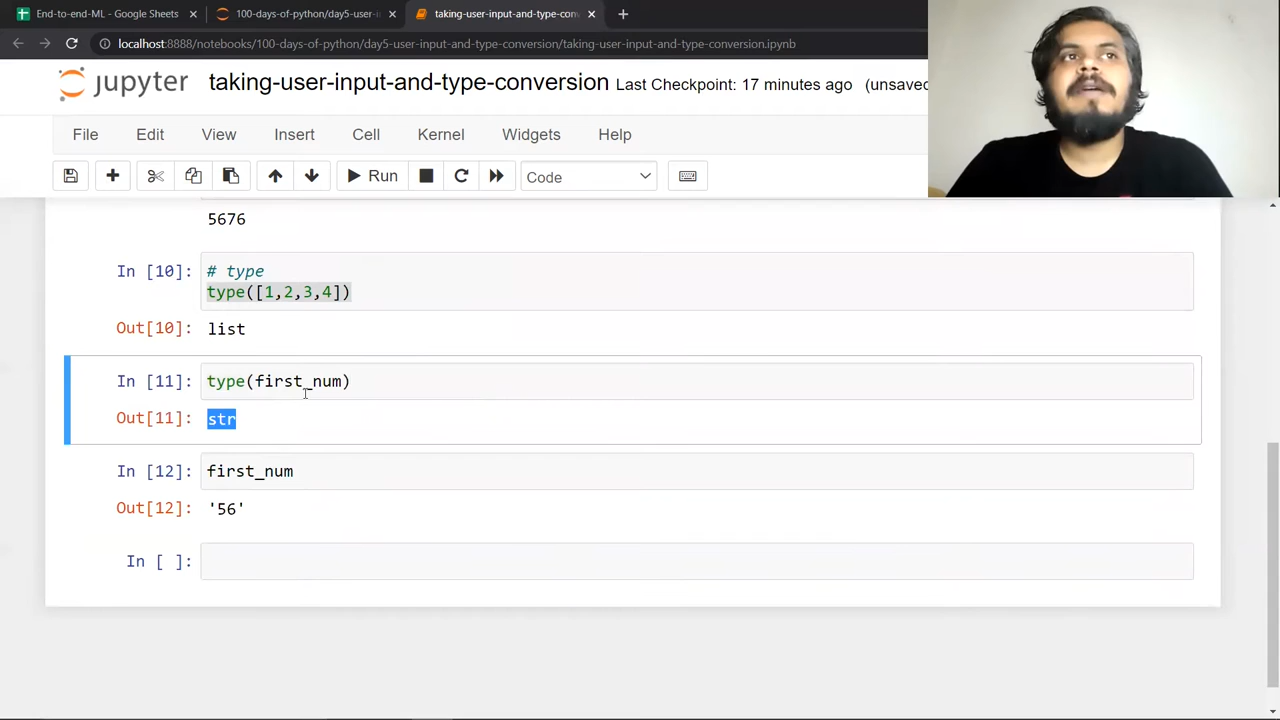 End-to-end-ML - Google Sheets
100-days-of-python/day5-user-i
taking-user-input-and-type-conv
localhost:8888/notebooks/100-days-of-python/day5-user-input-and-type-conversion/taking-user-input-and-type-conversion.ipynb
jupyter taking-user-input-and-type-conversion Last Checkpoint: 17 minutes ago (unsaved
File Edit View Insert Cell Kernel Widgets Help
Run Code
5676
In [10]: # type
type([1,2,3,4])
Out[10]: list
In [11]: type(first_num)
Out[11]: str
In [12]: first_num
Out[12]: '56'
In [ ]: